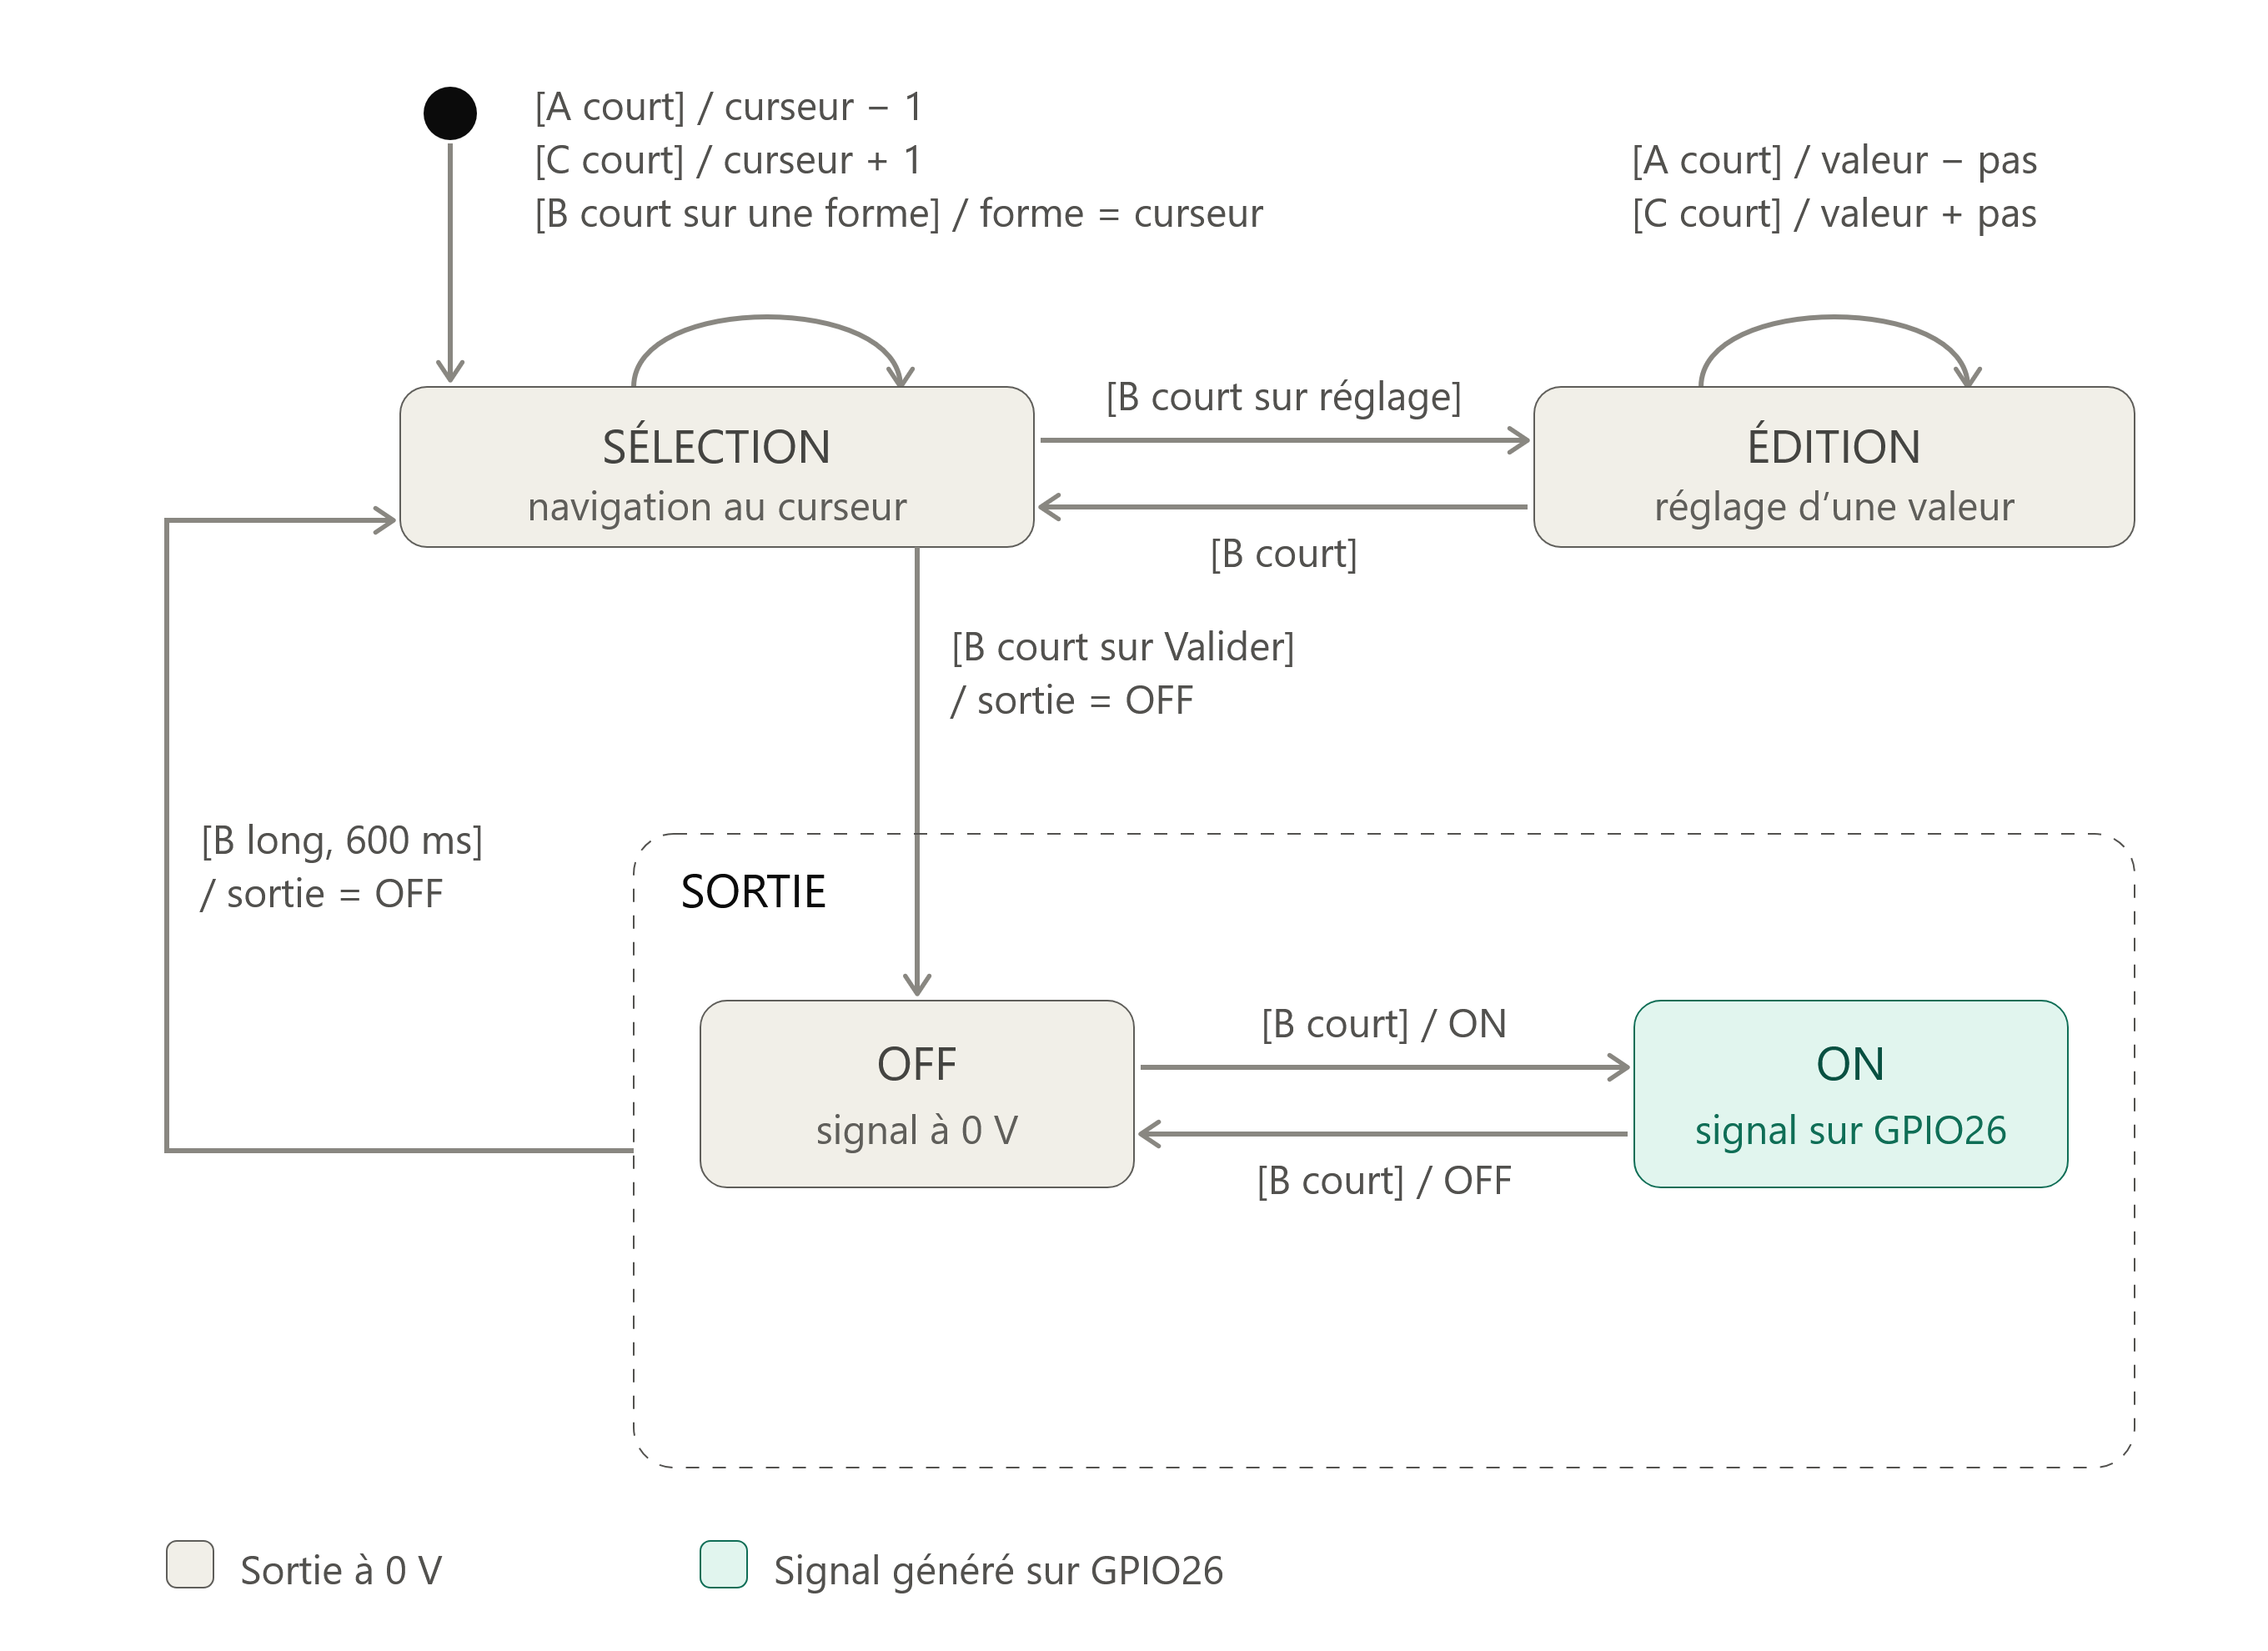 [A court] / curseur − 1
[C court] / curseur + 1
[B court sur une forme] / forme = curseur
[A court] / valeur − pas
[C court] / valeur + pas
SÉLECTION
navigation au curseur
[B court sur réglage]
[B court]
ÉDITION
réglage d’une valeur
[B court sur Valider]
/ sortie = OFF
[B long, 600 ms]
/ sortie = OFF
SORTIE
OFF
signal à 0 V
[B court] / ON
[B court] / OFF
ON
signal sur GPIO26
Sortie à 0 V
Signal généré sur GPIO26